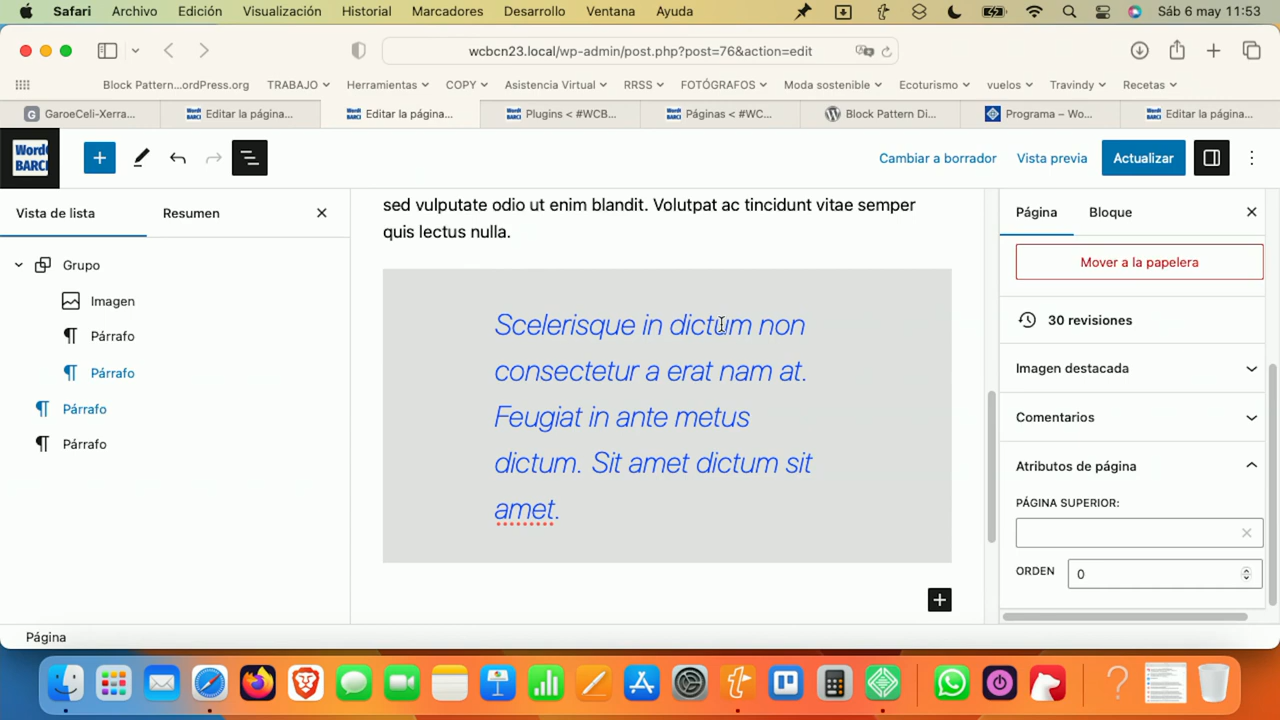 Safari Archivo Edición Visualización Historial Marcadores Desarrollo Ventana Ayuda Sáb 6 may 11:53
wcbcn23.local/wp-admin/post.php?post=76&action=edit
Block Pattern...ordPress.org TRABAJO Herramientas COPY Asistencia Virtual RRSS FOTÓGRAFOS Moda sostenible Ecoturismo vuelos Travindy Recetas
GaroeCeli-Xerra... Editar la página... Editar la página... Plugins < #WCB... Páginas < #WC... Block Pattern Di... Programa – Wo... Editar la página...
Cambiar a borrador Vista previa Actualizar
Vista de lista Resumen
Grupo
Imagen
Párrafo
Párrafo
Párrafo
Párrafo
sed vulputate odio ut enim blandit. Volutpat ac tincidunt vitae semper
quis lectus nulla.
Scelerisque in dictum non
consectetur a erat nam at.
Feugiat in ante metus
dictum. Sit amet dictum sit
amet.
Página Bloque
Mover a la papelera
30 revisiones
Imagen destacada
Comentarios
Atributos de página
PÁGINA SUPERIOR:
ORDEN 0
Página